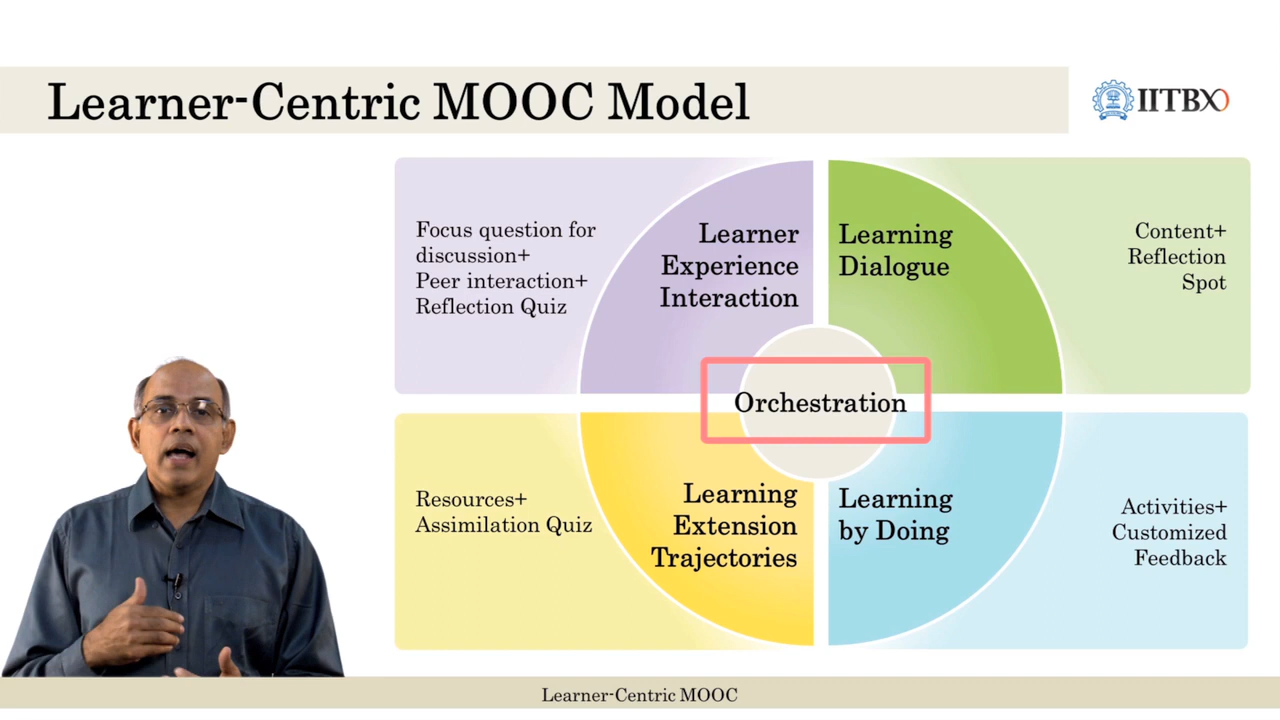 Learner-Centric MOOC Model
IITBX
Focus question for
discussion+
Peer interaction+
Reflection Quiz
Learner
Experience
Interaction
Learning
Dialogue
Content+
Reflection
Spot
Orchestration
Resources+
Assimilation Quiz
Learning
Extension
Trajectories
Learning
by Doing
Activities+
Customized
Feedback
Learner-Centric MOOC